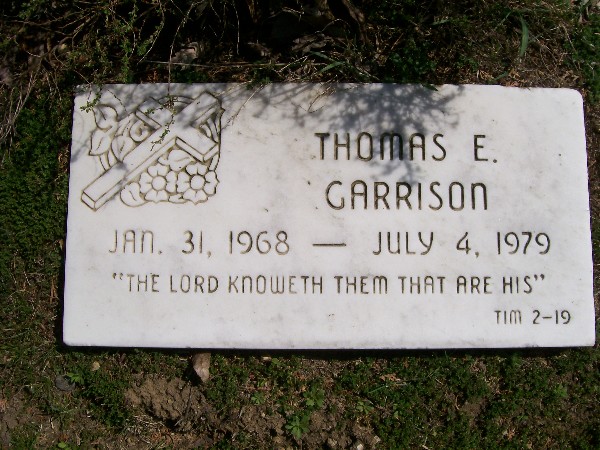 THOMAS E.
GARRISON
JAN. 31, 1968 — JULY 4, 1979
"THE LORD KNOWETH THEM THAT ARE HIS"
TIM 2-19